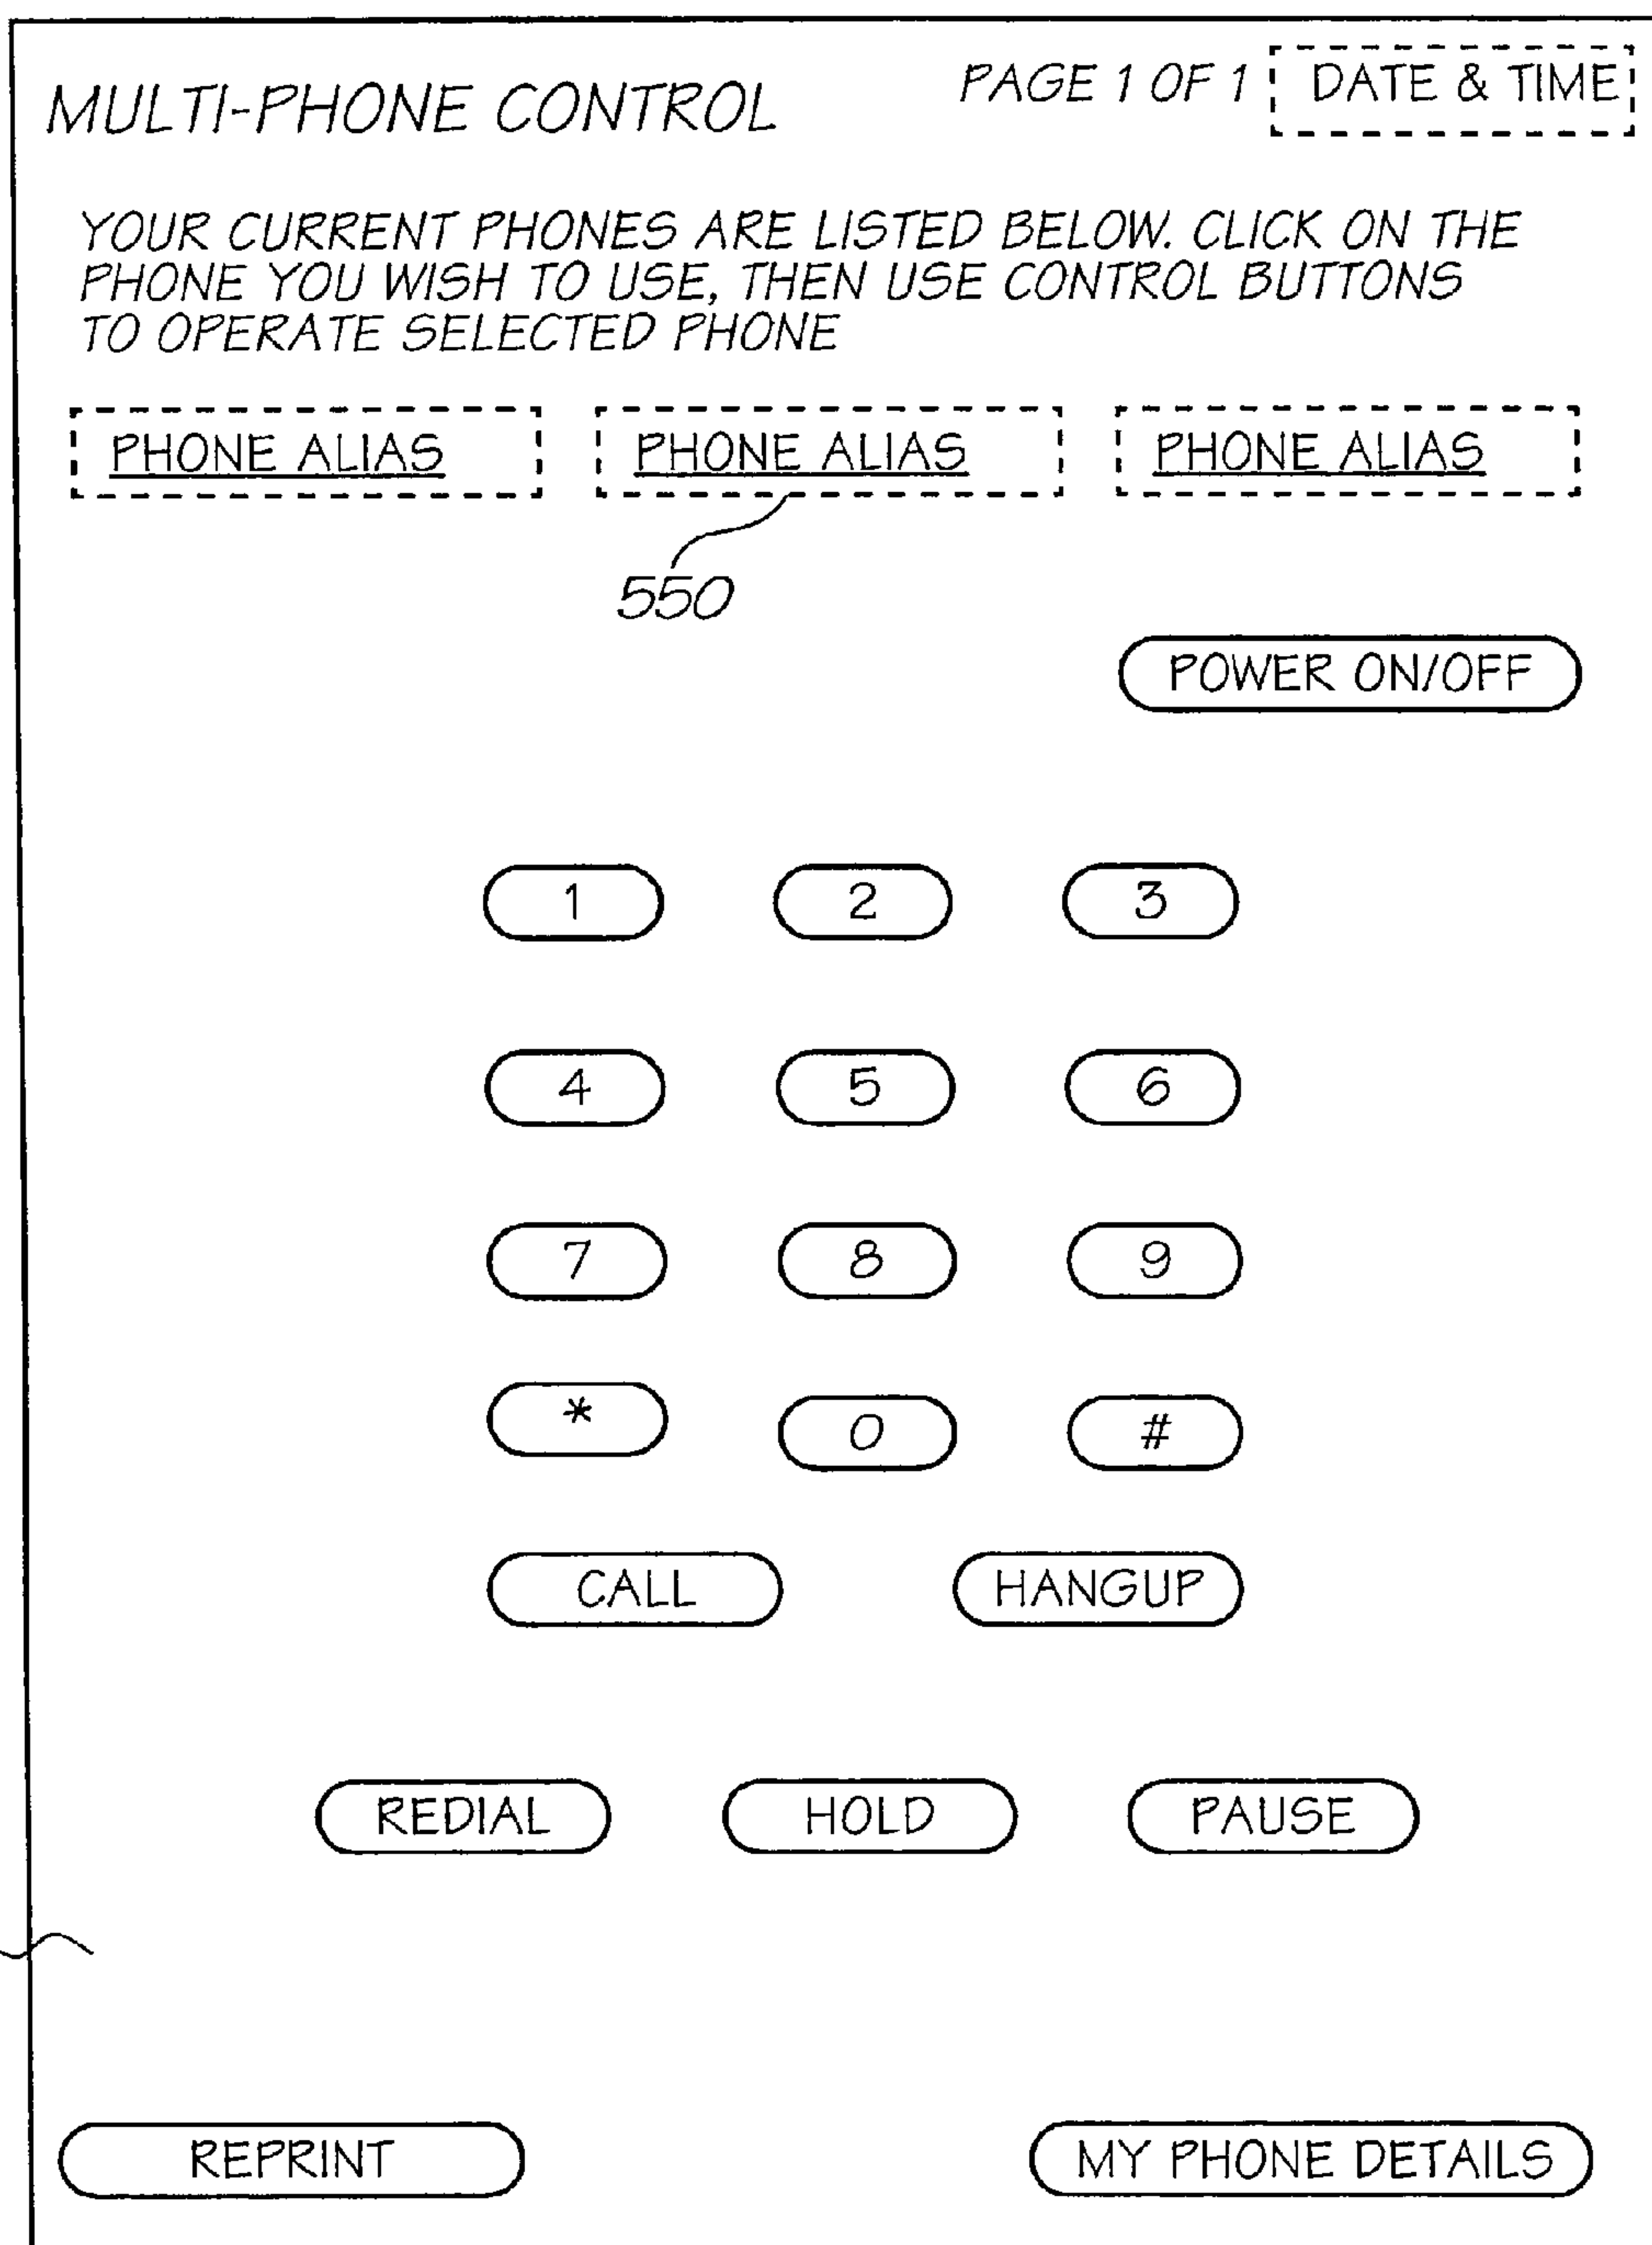 MULTI-PHONE CONTROL
PAGE 1 OF 1 DATE & TIME
YOUR CURRENT PHONES ARE LISTED BELOW. CLICK ON THE
PHONE YOU WISH TO USE, THEN USE CONTROL BUTTONS
TO OPERATE SELECTED PHONE
PHONE ALIAS PHONE ALIAS PHONE ALIAS
550
POWER ON/OFF
1 2 3
4 5 6
7 8 9
* 0 #
CALL HANGUP
REDIAL HOLD PAUSE
REPRINT MY PHONE DETAILS